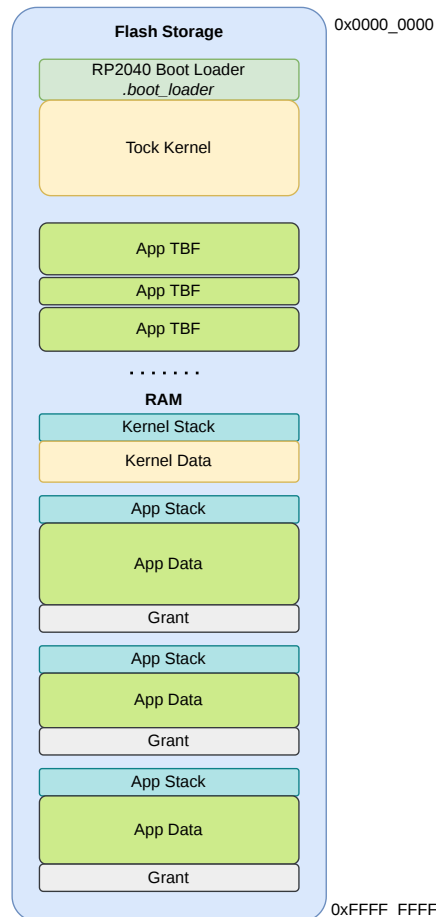 Flash Storage
0x0000_0000
RP2040 Boot Loader
.boot_loader
Tock Kernel
App TBF
App TBF
App TBF
.......
RAM
Kernel Stack
Kernel Data
App Stack
App Data
Grant
App Stack
App Data
Grant
App Stack
App Data
Grant
0xFFFF_FFFF